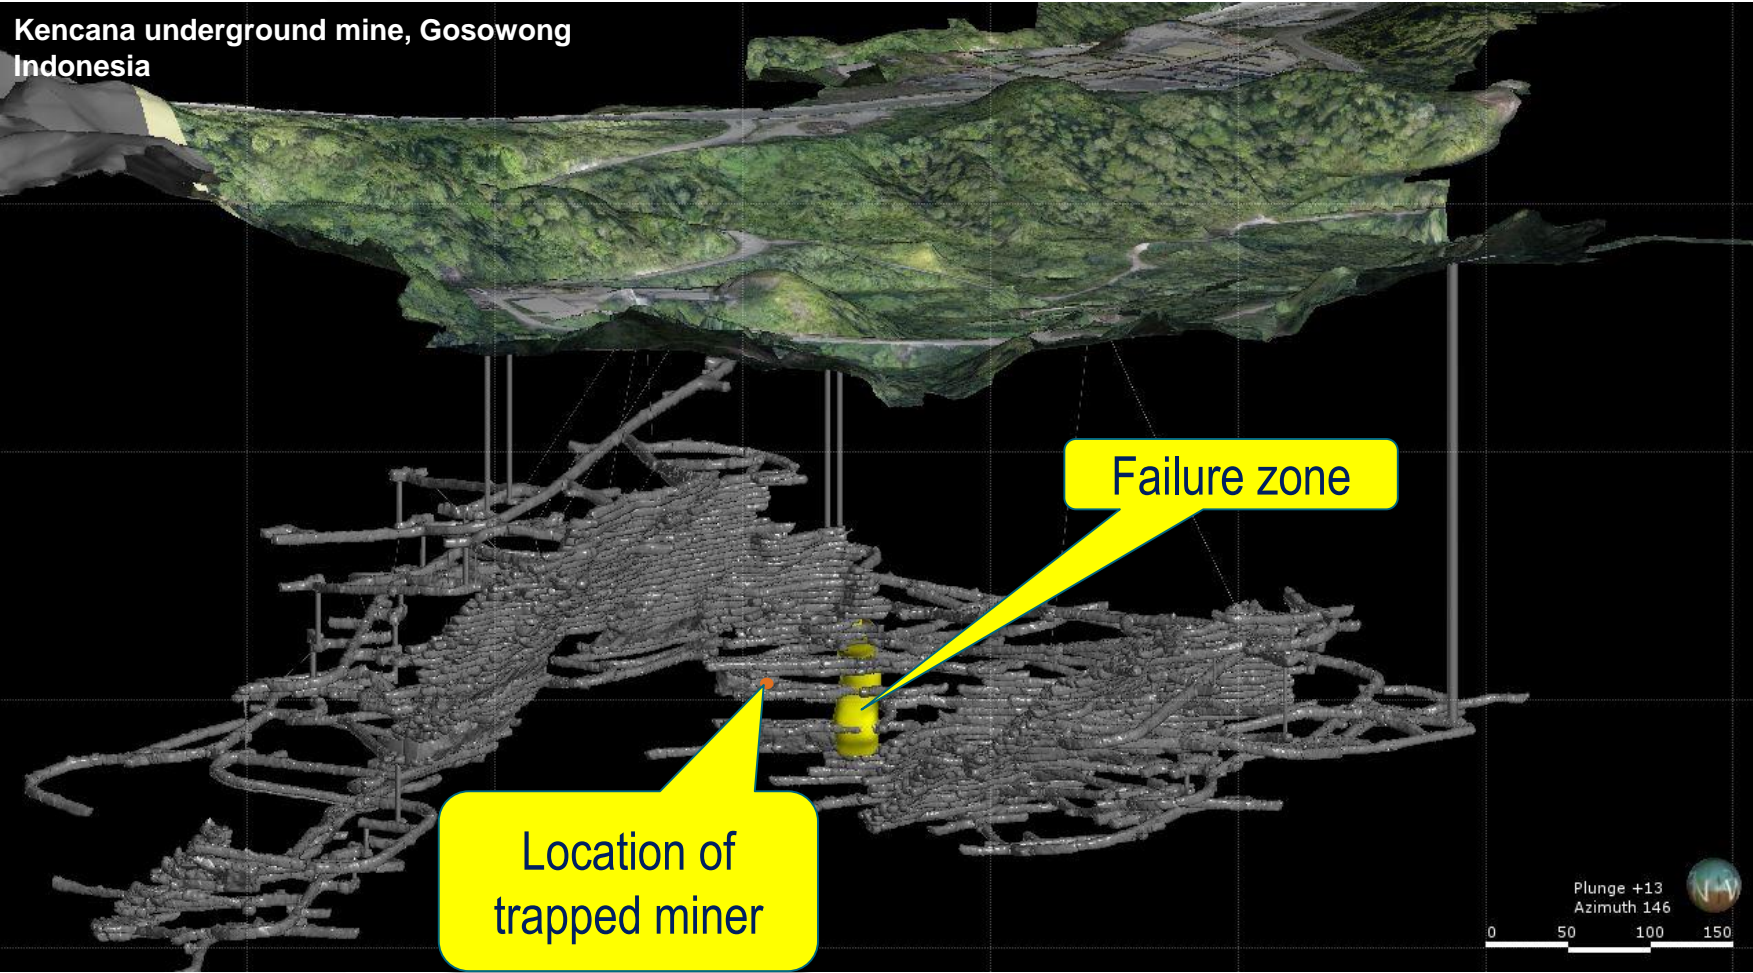 Kencana underground mine, Gosowong
Indonesia
Failure zone
Location of
trapped miner
Plunge +13
Azimuth 146
0 50 100 150